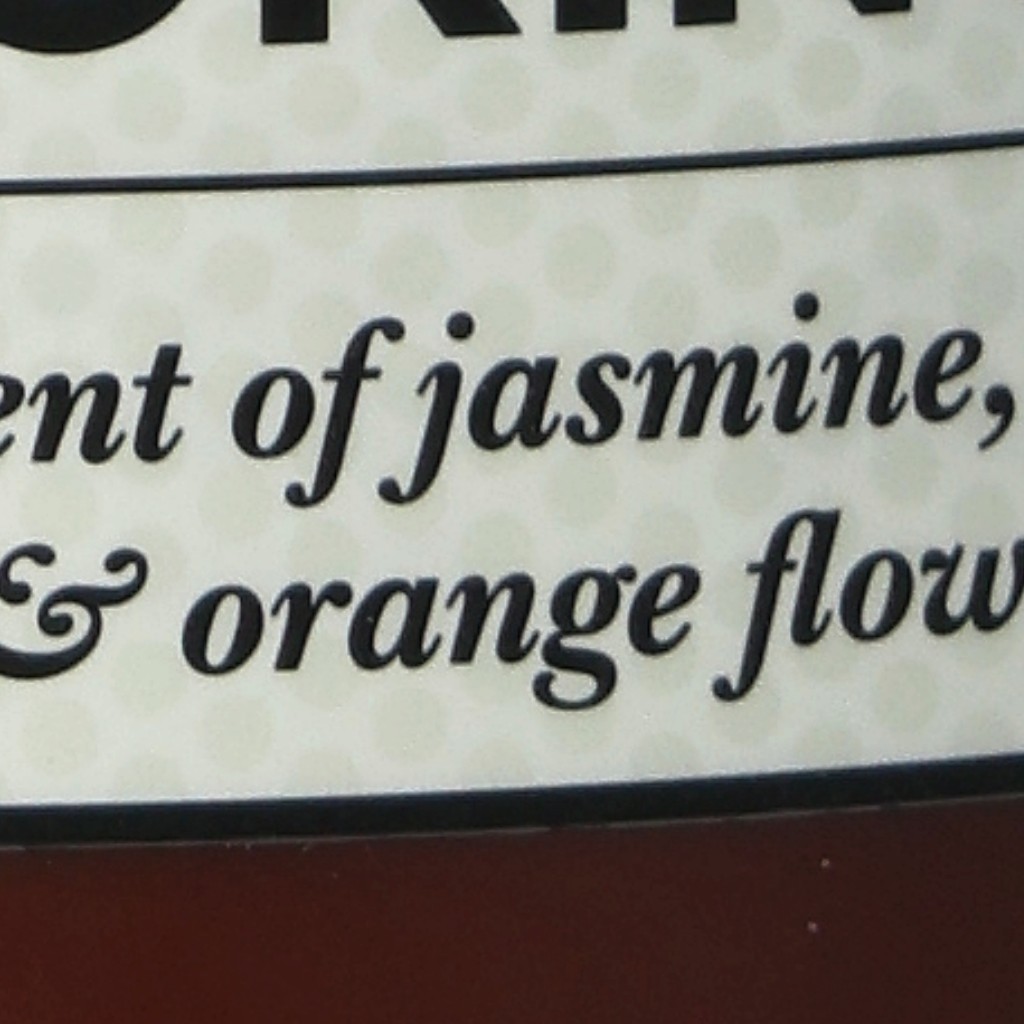 ent of jasmine,
& orange flow